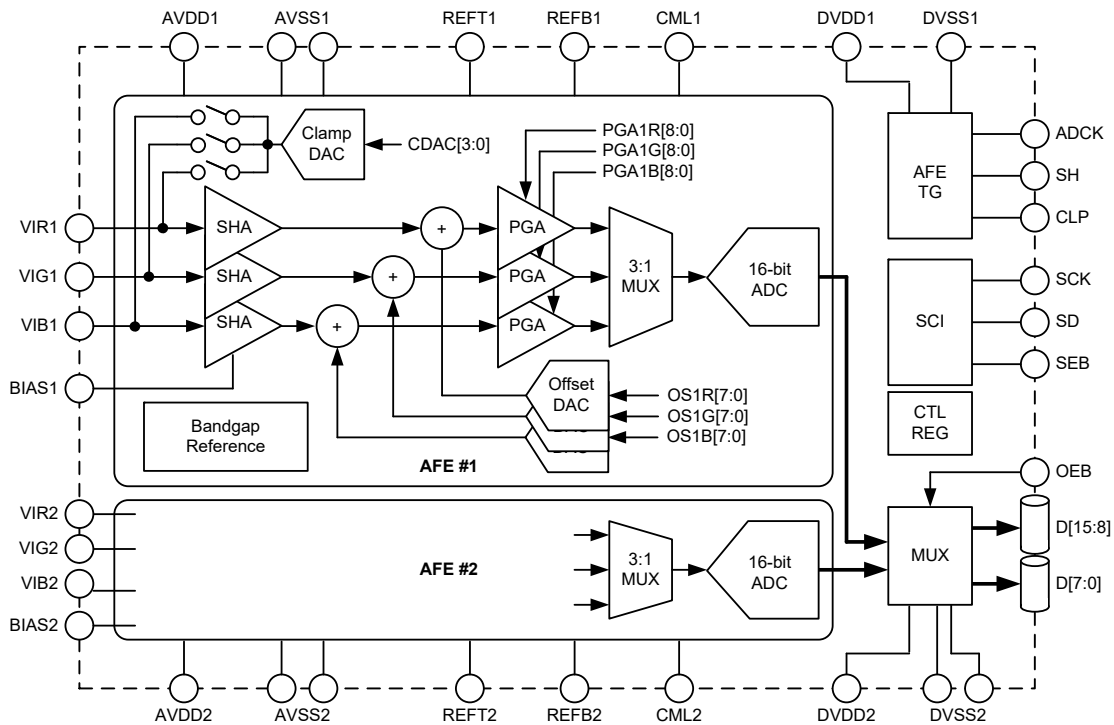 AVDD1
AVSS1
REFT1
REFB1
CML1
DVDD1
DVSS1
Clamp
DAC
CDAC[3:0]
PGA1R[8:0]
PGA1G[8:0]
PGA1B[8:0]
AFE
TG
ADCK
SH
CLP
VIR1
SHA
+
PGA
VIG1
SHA
+
PGA
3:1
MUX
16-bit
ADC
VIB1
SHA
+
PGA
SCI
SCK
SD
SEB
BIAS1
Offset
DAC
OS1R[7:0]
OS1G[7:0]
OS1B[7:0]
Bandgap
Reference
AFE #1
CTL
REG
OEB
VIR2
VIG2
VIB2
BIAS2
AFE #2
3:1
MUX
16-bit
ADC
MUX
D[15:8]
D[7:0]
AVDD2
AVSS2
REFT2
REFB2
CML2
DVDD2
DVSS2